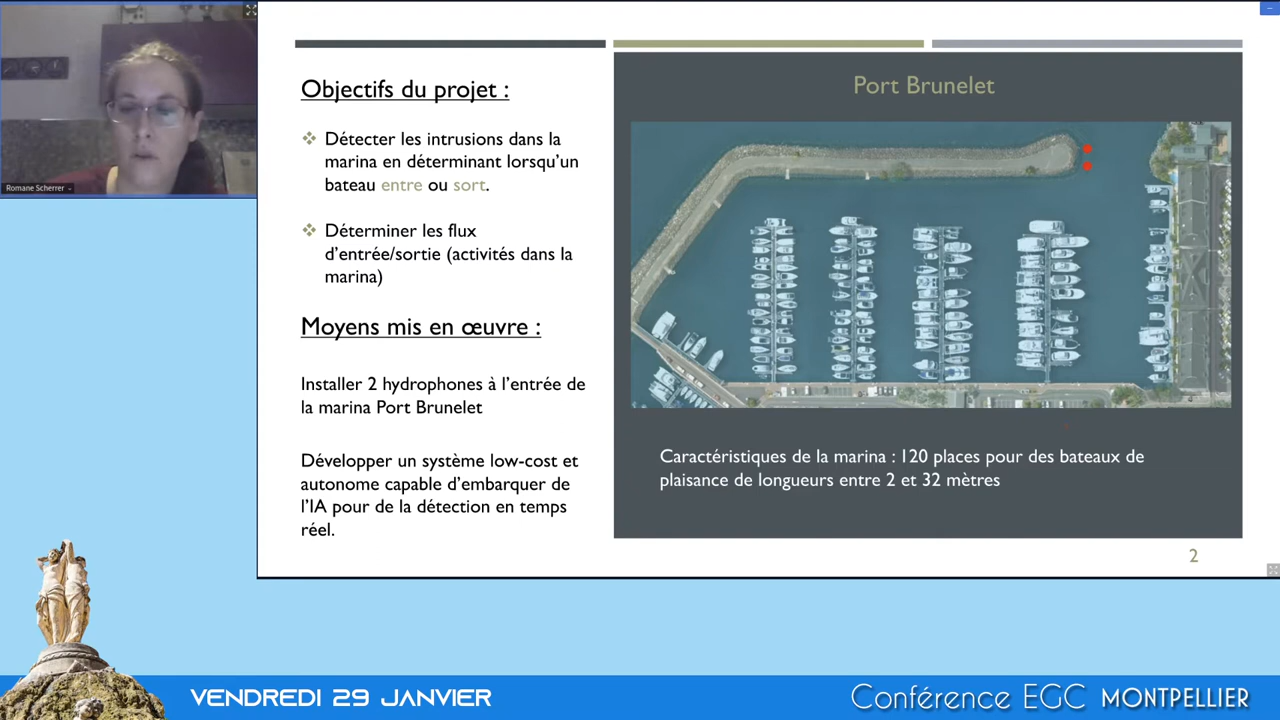 Romane Scherrer
Objectifs du projet :
Détecter les intrusions dans la
marina en déterminant lorsqu'un
bateau entre ou sort.
Déterminer les flux
d'entrée/sortie (activités dans la
marina)
Moyens mis en œuvre :
Installer 2 hydrophones à l'entrée de
la marina Port Brunelet
Développer un système low-cost et
autonome capable d'embarquer de
l'IA pour de la détection en temps
réel.
Port Brunelet
Caractéristiques de la marina : 120 places pour des bateaux de
plaisance de longueurs entre 2 et 32 mètres
2
VENDREDI 29 JANVIER
Conférence EGC MONTPELLIER